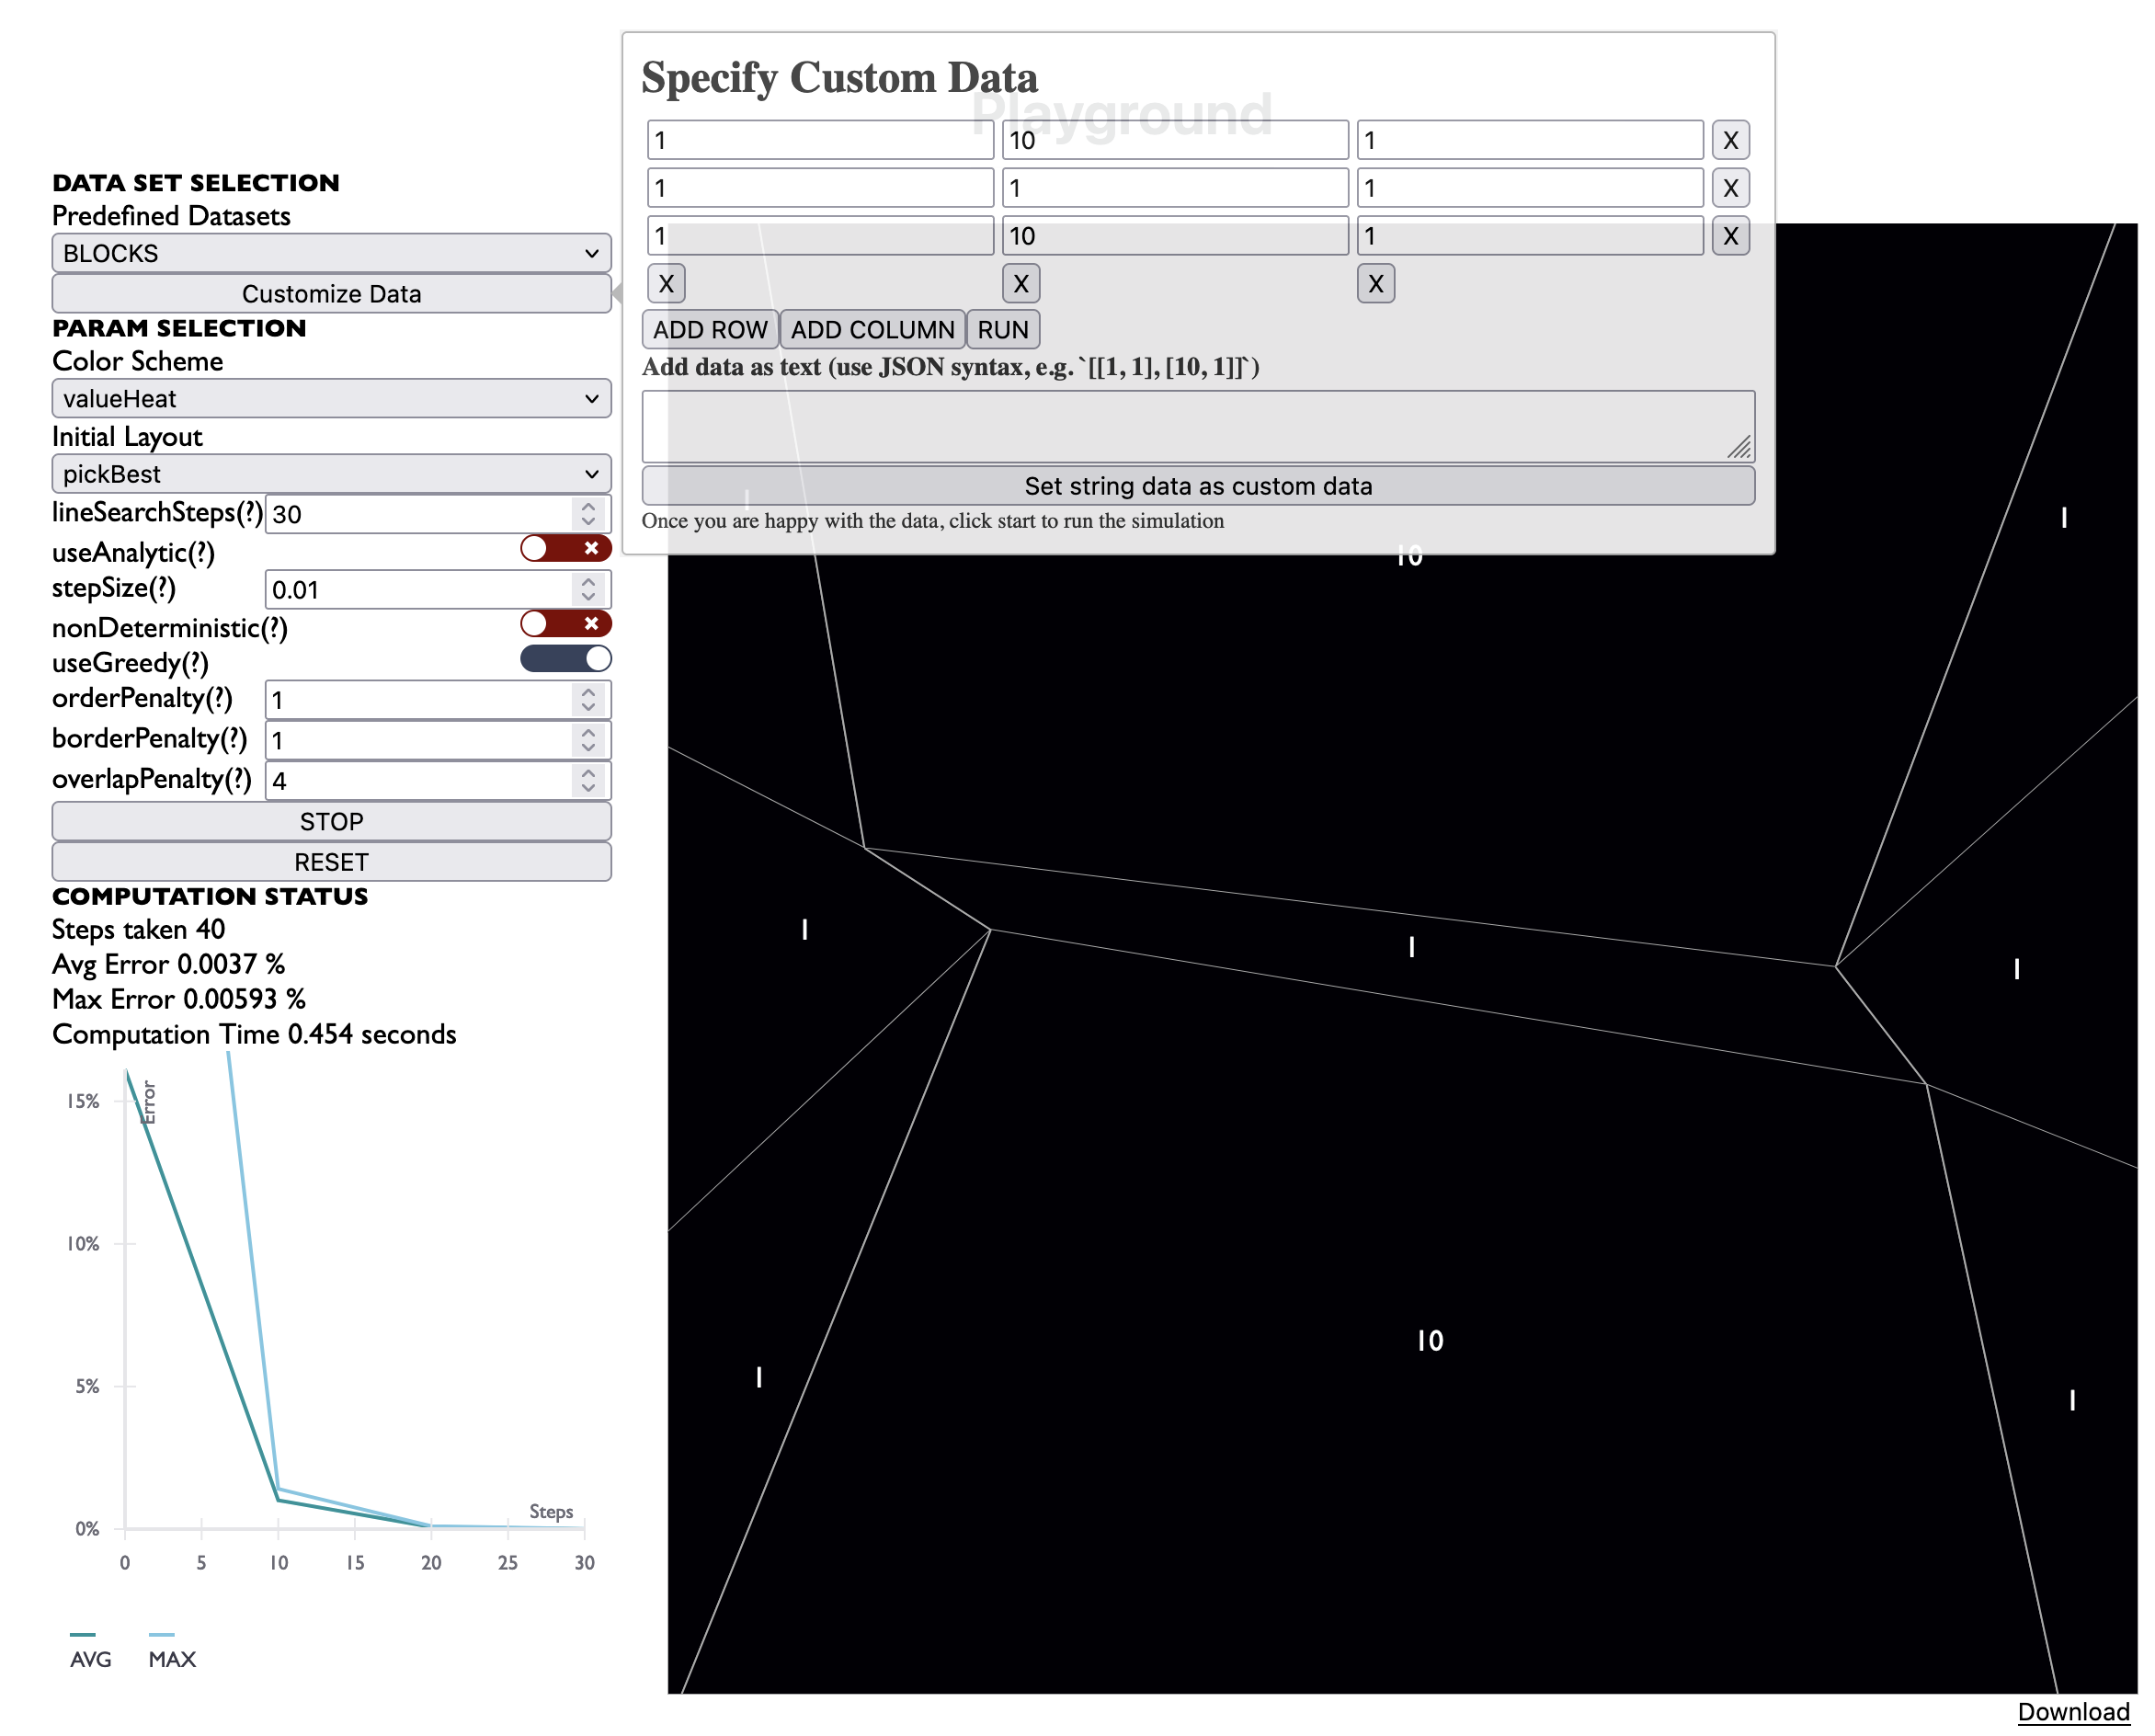 Specify Custom Data
Playground
1 10 1 X
1 1 1 X
1 10 1 X
X X X
ADD ROW ADD COLUMN RUN
Add data as text (use JSON syntax, e.g. `[[1, 1], [10, 1]]`)
Set string data as custom data
Once you are happy with the data, click start to run the simulation
DATA SET SELECTION
Predefined Datasets
BLOCKS
Customize Data
PARAM SELECTION
Color Scheme
valueHeat
Initial Layout
pickBest
lineSearchSteps(?) 30
useAnalytic(?)
stepSize(?) 0.01
nonDeterministic(?)
useGreedy(?)
orderPenalty(?) 1
borderPenalty(?) 1
overlapPenalty(?) 4
STOP
RESET
COMPUTATION STATUS
Steps taken 40
Avg Error 0.0037 %
Max Error 0.00593 %
Computation Time 0.454 seconds
Error
15%
10%
5%
0%
Steps
0 5 10 15 20 25 30
AVG MAX
1 10 1
1 1 1
1 10 1
Download